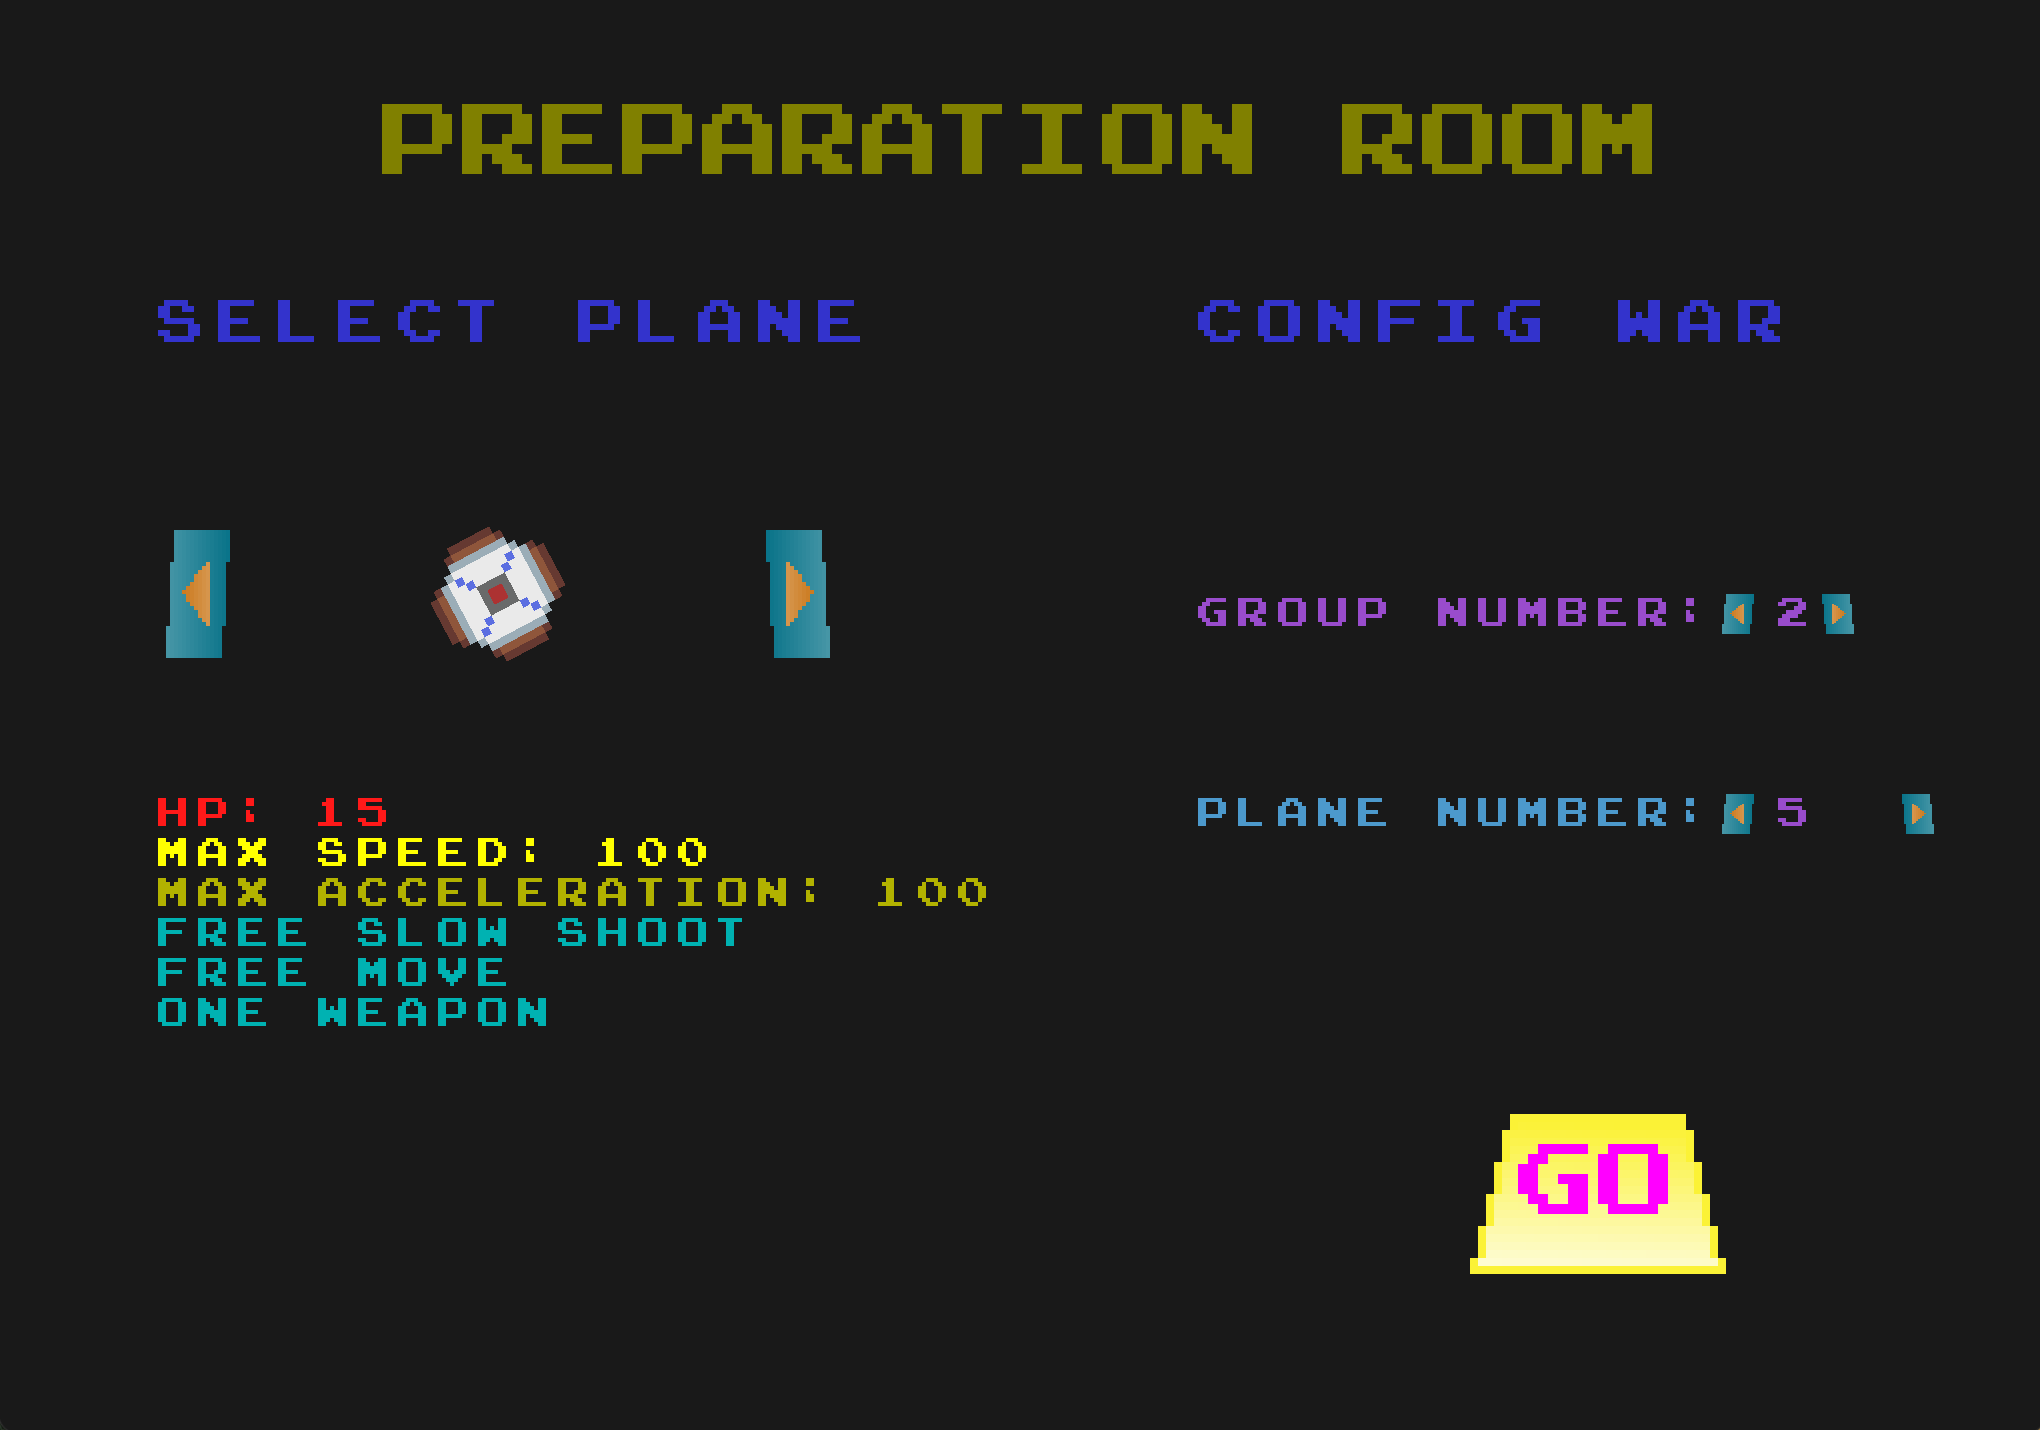 PREPARATION ROOM
SELECT PLANE
CONFIG WAR
GROUP NUMBER: 2
HP: 15
PLANE NUMBER: 5
MAX SPEED: 100
MAX ACCELERATION: 100
FREE SLOW SHOOT
FREE MOVE
ONE WEAPON
GO